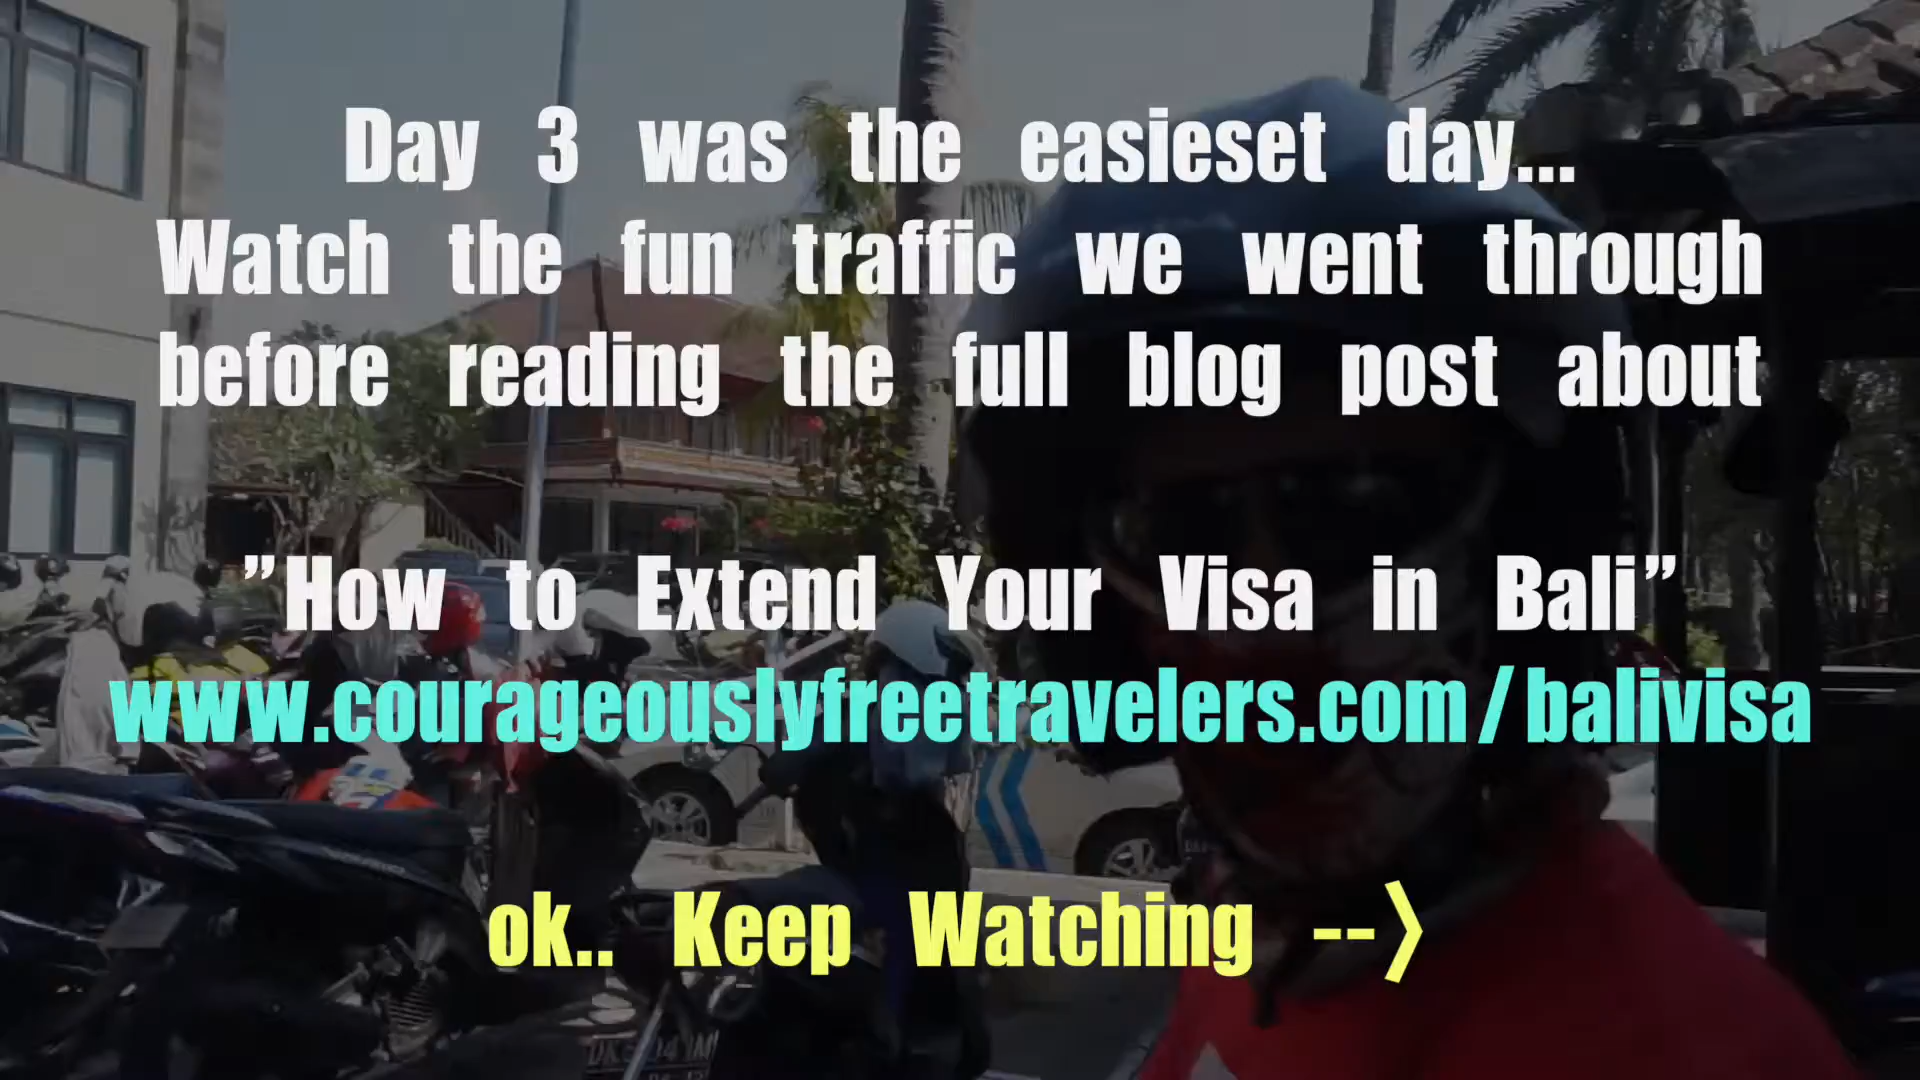 Day 3 was the easieset day...
Watch the fun traffic we went through
before reading the full blog post about
"How to Extend Your Visa in Bali"
www.courageouslyfreetravelers.com/balivisa
ok.. Keep Watching -->